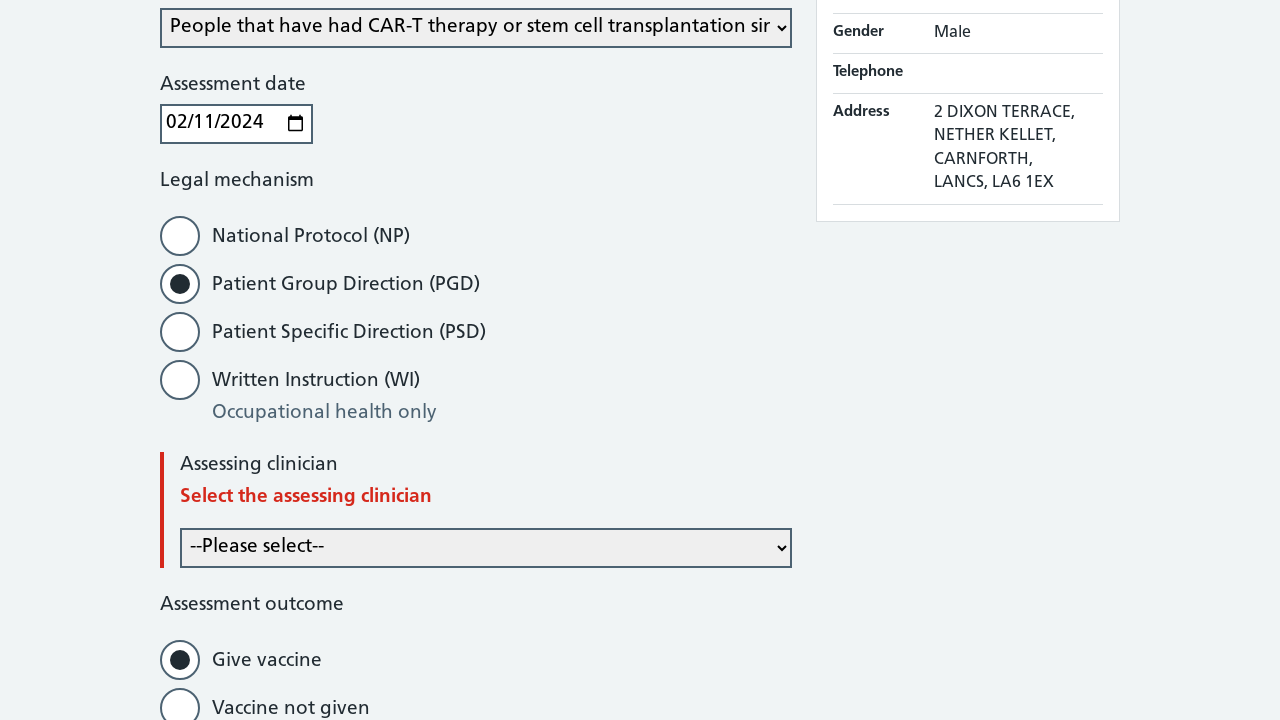 People that have had CAR-T therapy or stem cell transplantation sir
Assessment date
02/11/2024
Legal mechanism
National Protocol (NP)
Patient Group Direction (PGD)
Patient Specific Direction (PSD)
Written Instruction (WI)
Occupational health only
Assessing clinician
Select the assessing clinician
--Please select--
Assessment outcome
Give vaccine
Vaccine not given
Gender Male
Telephone
Address 2 DIXON TERRACE,
NETHER KELLET,
CARNFORTH,
LANCS, LA6 1EX